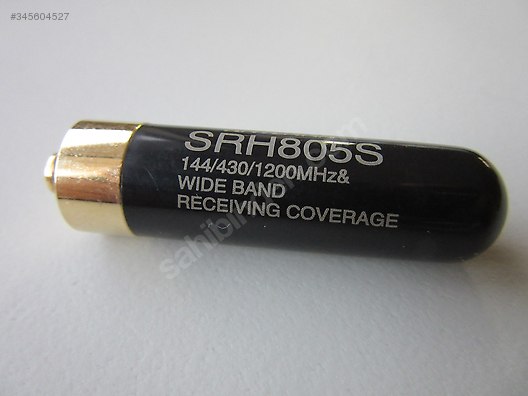 #345604527
SRH805S
144/430/1200MHz&
WIDE BAND
RECEIVING COVERAGE